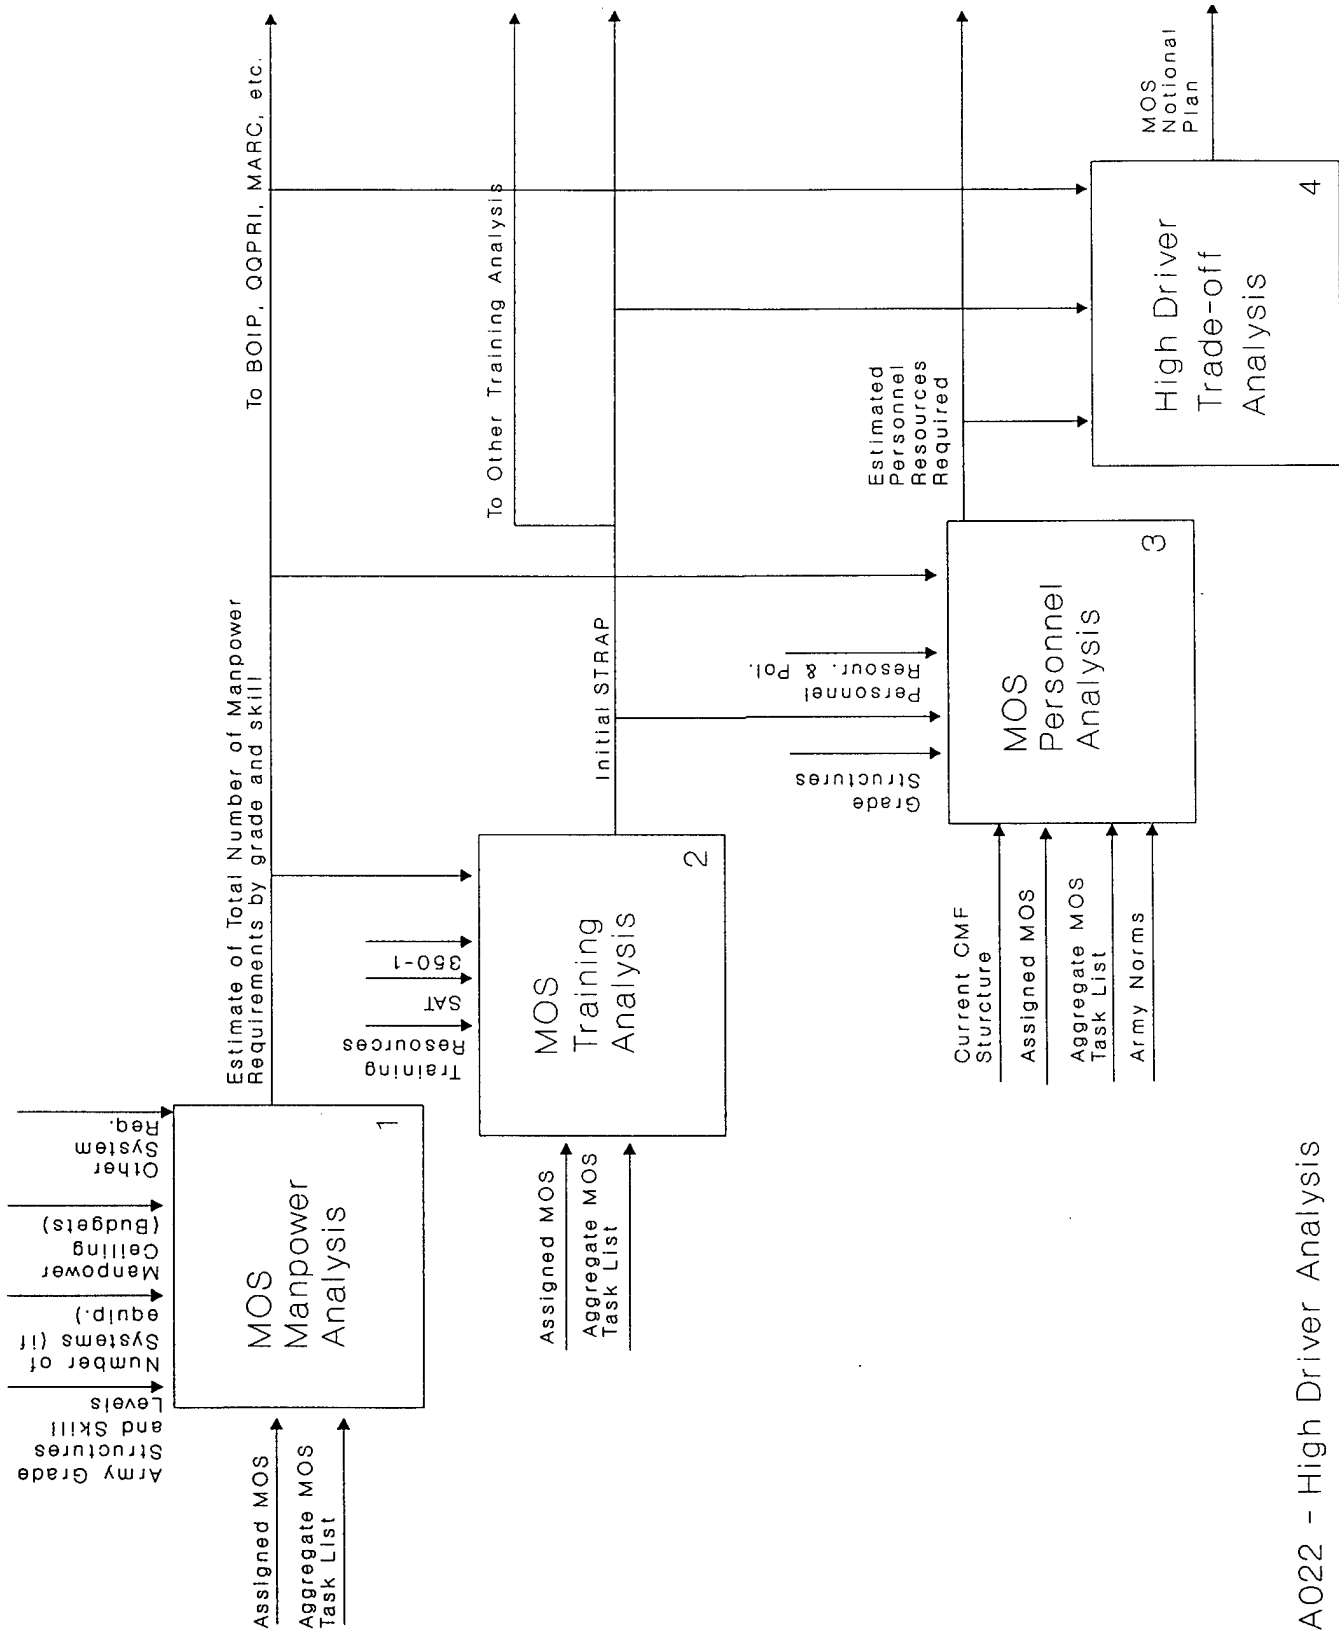 Army Grade
Structures
and Skill
Levels
Number of
Systems (if
equip.)
Manpower
Ceiling
(Budgets)
Other
System
Req.
Assigned MOS
Aggregate MOS
Task List
MOS
Manpower
Analysis
1
Estimate of Total Number of Manpower
Requirements by grade and skill
To BOIP, QQPRI, MARC, etc.
Training
Resources
SAT
350-1
Assigned MOS
Aggregate MOS
Task List
MOS
Training
Analysis
2
Initial STRAP
To Other Training Analysis
Grade
Structures
Personnel
Resour. & Pol.
Current CMF
Sturcture
Assigned MOS
Aggregate MOS
Task List
Army Norms
MOS
Personnel
Analysis
3
Estimated
Personnel
Resources
Required
High Driver
Trade-off
Analysis
4
MOS
Notional
Plan
A022 - High Driver Analysis